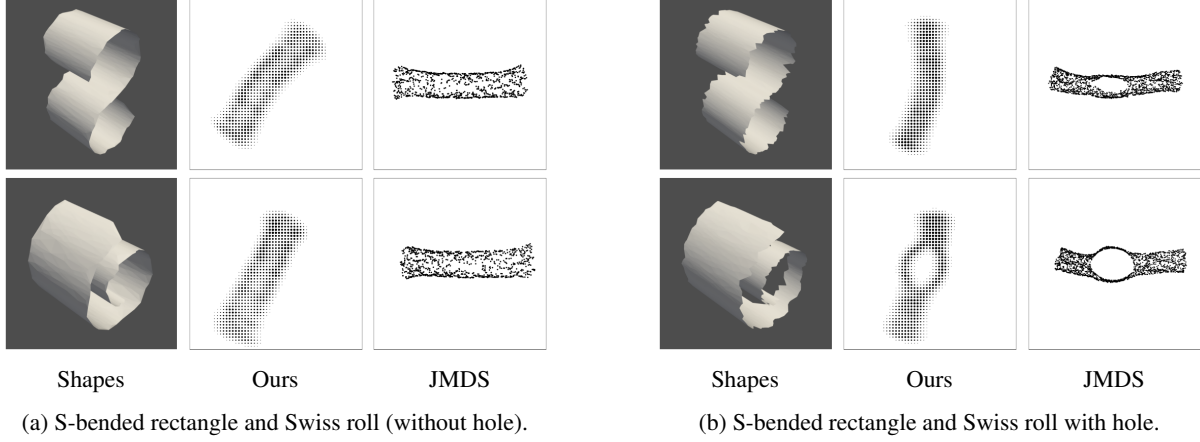 Shapes Ours JMDS
(a) S-bended rectangle and Swiss roll (without hole).
Shapes Ours JMDS
(b) S-bended rectangle and Swiss roll with hole.